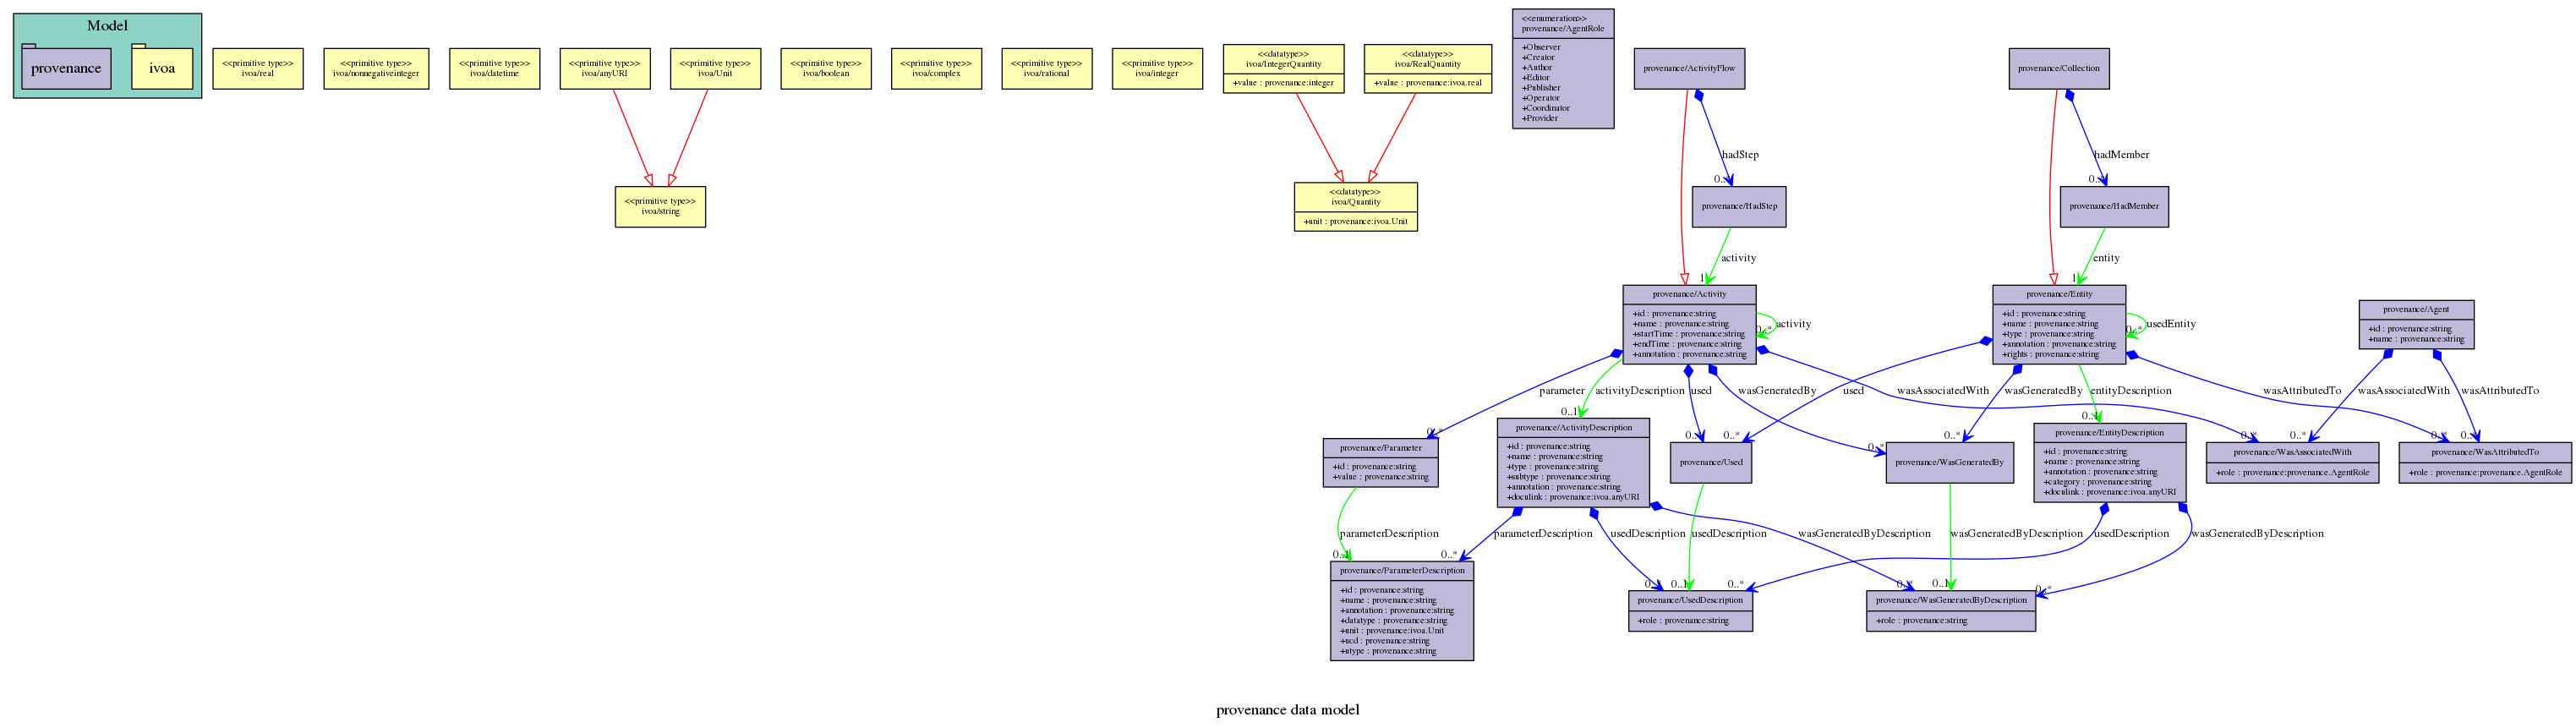 Model
provenance
ivoa
<<primitive type>>
ivoa/real
<<primitive type>>
ivoa/nonnegativeinteger
<<primitive type>>
ivoa/datetime
<<primitive type>>
ivoa/anyURI
<<primitive type>>
ivoa/Unit
<<primitive type>>
ivoa/boolean
<<primitive type>>
ivoa/complex
<<primitive type>>
ivoa/rational
<<primitive type>>
ivoa/integer
<<datatype>>
ivoa/IntegerQuantity
+value : provenance:integer
<<datatype>>
ivoa/RealQuantity
+value : provenance:ivoa.real
<<enumeration>>
provenance/AgentRole
+Observer
+Creator
+Author
+Editor
+Publisher
+Operator
+Coordinator
+Provider
provenance/ActivityFlow
provenance/Collection
hadStep
hadMember
<<primitive type>>
ivoa/string
<<datatype>>
ivoa/Quantity
+unit : provenance:ivoa.Unit
provenance/HadStep
provenance/HadMember
activity
1
entity
1
provenance/Activity
+id : provenance:string
+name : provenance:string
+startTime : provenance:string
+endTime : provenance:string
+annotation : provenance:string
activity
0..*
provenance/Entity
+id : provenance:string
+name : provenance:string
+type : provenance:string
+annotation : provenance:string
+rights : provenance:string
usedEntity
0..*
provenance/Agent
+id : provenance:string
+name : provenance:string
parameter
activityDescription
used
wasGeneratedBy
used
wasAssociatedWith
wasGeneratedBy
entityDescription
wasAttributedTo
wasAssociatedWith
wasAttributedTo
0..*
0..1
0..*
0..*
0..*
0..1
0..*
0..*
0..*
provenance/Parameter
+id : provenance:string
+value : provenance:string
provenance/ActivityDescription
+id : provenance:string
+name : provenance:string
+type : provenance:string
+subtype : provenance:string
+annotation : provenance:string
+doculink : provenance:ivoa.anyURI
provenance/Used
provenance/WasGeneratedBy
provenance/EntityDescription
+id : provenance:string
+name : provenance:string
+annotation : provenance:string
+category : provenance:string
+doculink : provenance:ivoa.anyURI
provenance/WasAssociatedWith
+role : provenance:provenance.AgentRole
provenance/WasAttributedTo
+role : provenance:provenance.AgentRole
parameterDescription
parameterDescription
usedDescription
usedDescription
wasGeneratedByDescription
wasGeneratedByDescription
usedDescription
wasGeneratedByDescription
0..1
0..*
0..1
0..*
0..*
0..1
0..*
provenance/ParameterDescription
+id : provenance:string
+name : provenance:string
+annotation : provenance:string
+datatype : provenance:string
+unit : provenance:ivoa.Unit
+ucd : provenance:string
+utype : provenance:string
provenance/UsedDescription
+role : provenance:string
provenance/WasGeneratedByDescription
+role : provenance:string
provenance data model